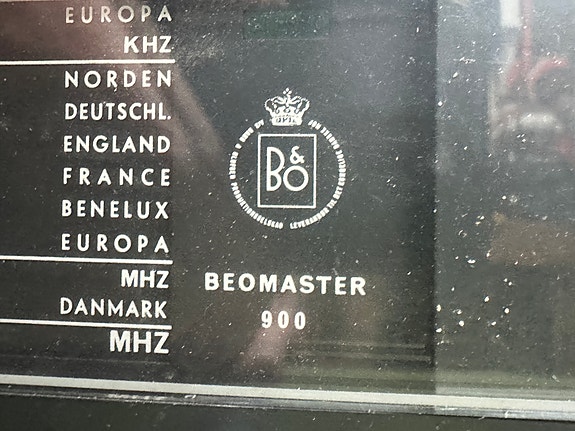 EUROPA
KHZ
NORDEN
DEUTSCHL.
ENGLAND
FRANCE
BENELUX
EUROPA
MHZ
DANMARK
MHZ
B&O
BEOMASTER
900